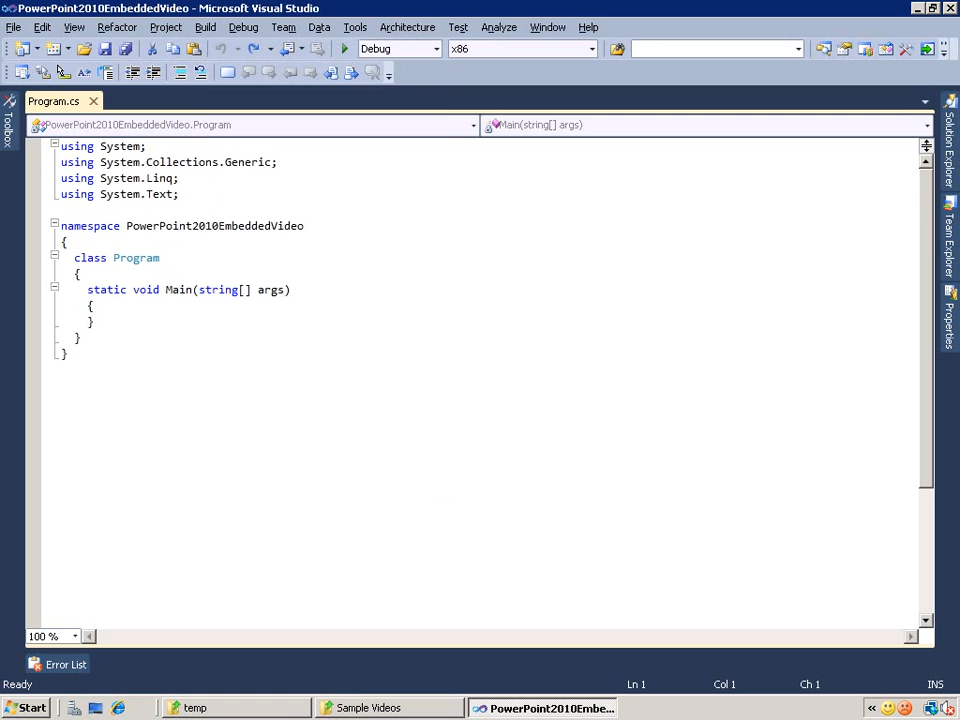 PowerPoint2010EmbeddedVideo - Microsoft Visual Studio
File Edit View Refactor Project Build Debug Team Data Tools Architecture Test Analyze Window Help
Debug x86
Program.cs
PowerPoint2010EmbeddedVideo.Program Main(string[] args)
using System;
using System.Collections.Generic;
using System.Linq;
using System.Text;
namespace PowerPoint2010EmbeddedVideo
{
class Program
{
static void Main(string[] args)
{
}
}
}
Toolbox
Solution Explorer
Team Explorer
Properties
100 %
Error List
Ready Ln 1 Col 1 Ch 1 INS
Start temp Sample Videos PowerPoint2010Embe...